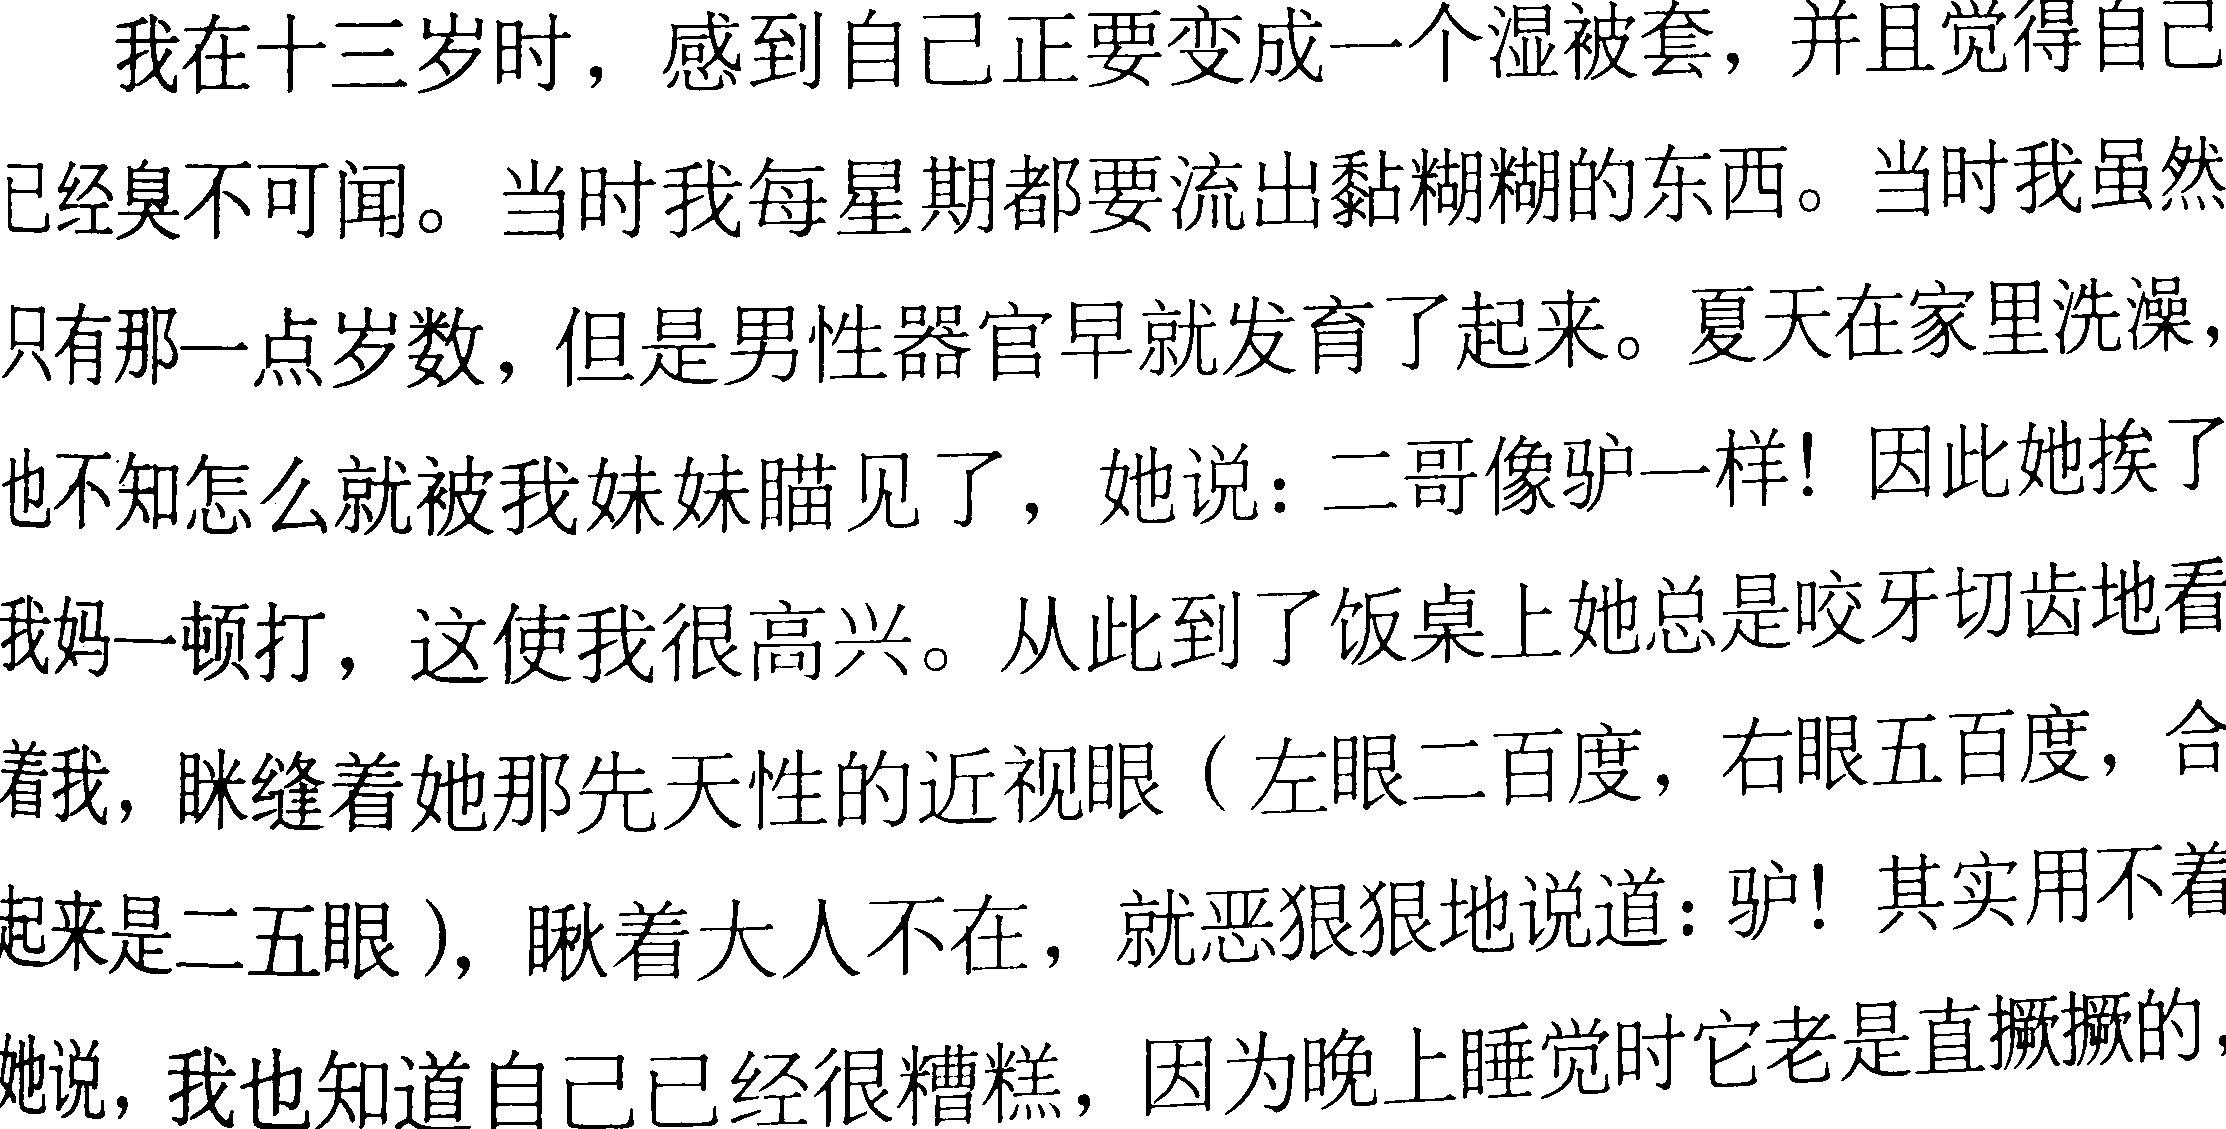 我在十三岁时，感到自己正要变成一个湿被套，并且觉得自己
已经臭不可闻。当时我每星期都要流出黏糊糊的东西。当时我虽然
只有那一点岁数，但是男性器官早就发育了起来。夏天在家里洗澡，
也不知怎么就被我妹妹瞄见了，她说：二哥像驴一样！因此她挨了
我妈一顿打，这使我很高兴。从此到了饭桌上她总是咬牙切齿地看
着我，眯缝着她那先天性的近视眼（左眼二百度，右眼五百度，合
起来是二五眼），瞅着大人不在，就恶狠狠地说道：驴！其实用不着
她说，我也知道自己已经很糟糕，因为晚上睡觉时它老是直撅撅的，